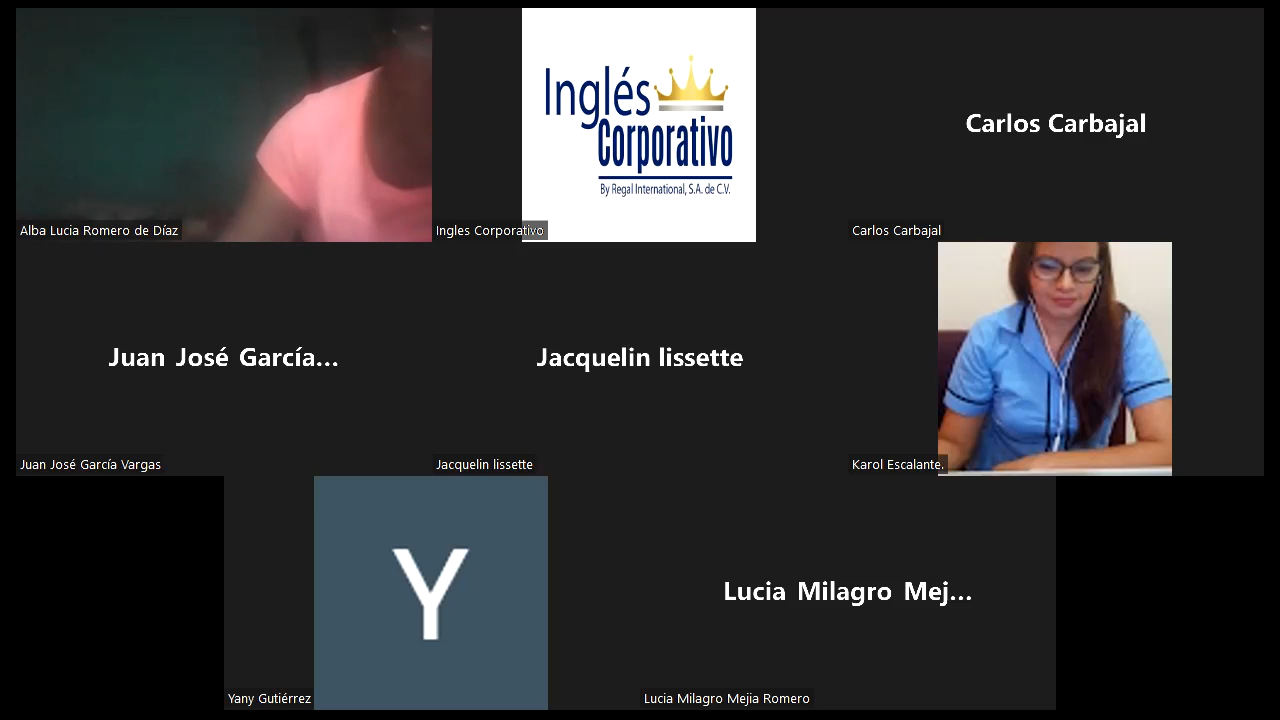 Inglés
Corporativo
By Regal International, S.A. de C.V.
Carlos Carbajal
Alba Lucia Romero de Díaz
Ingles Corporativo
Carlos Carbajal
Juan José García...
Jacquelin lissette
Juan José García Vargas
Jacquelin lissette
Karol Escalante.
Y
Lucia Milagro Mej...
Yany Gutiérrez
Lucia Milagro Mejia Romero